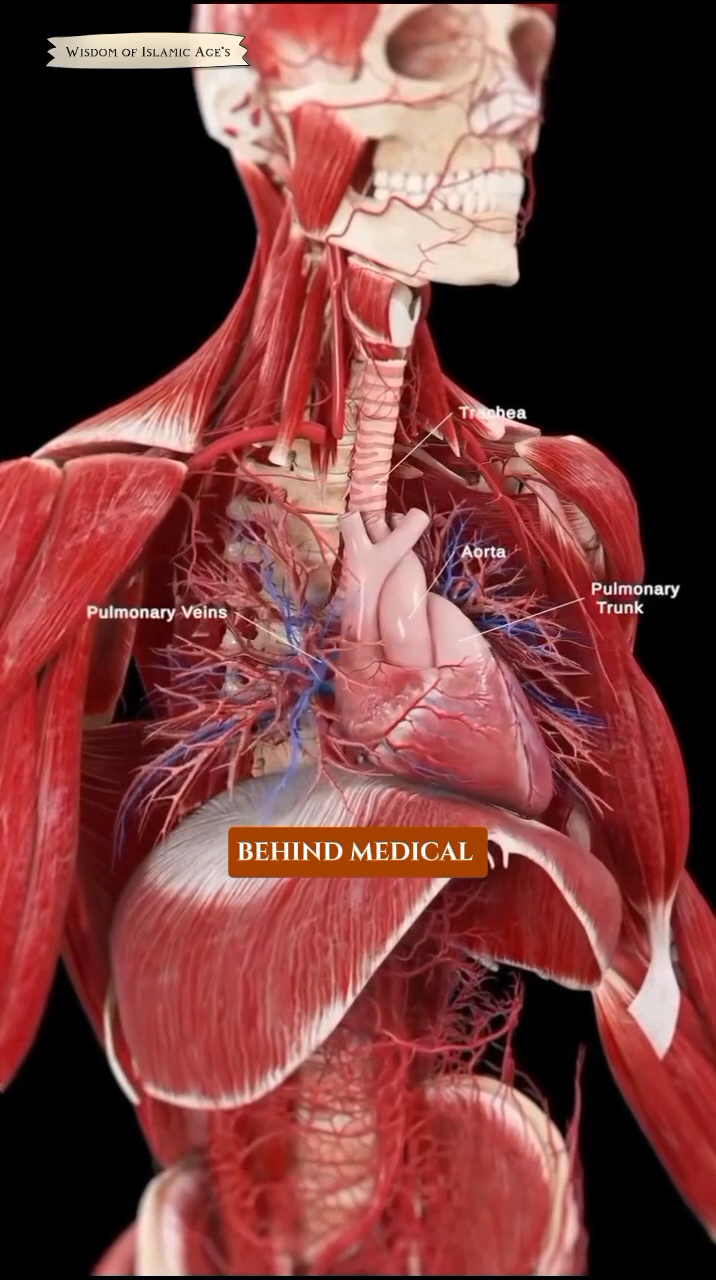 Wisdom of Islamic Age's
Trachea
Aorta
Pulmonary
Trunk
Pulmonary Veins
BEHIND MEDICAL